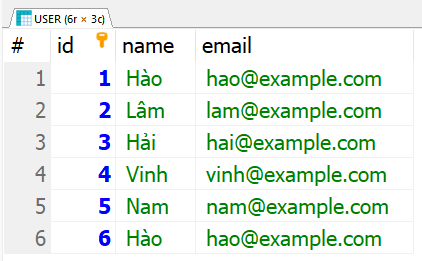 USER (6r × 3c)
# id name email
1 1 Hào hao@example.com
2 2 Lâm lam@example.com
3 3 Hải hai@example.com
4 4 Vinh vinh@example.com
5 5 Nam nam@example.com
6 6 Hào hao@example.com